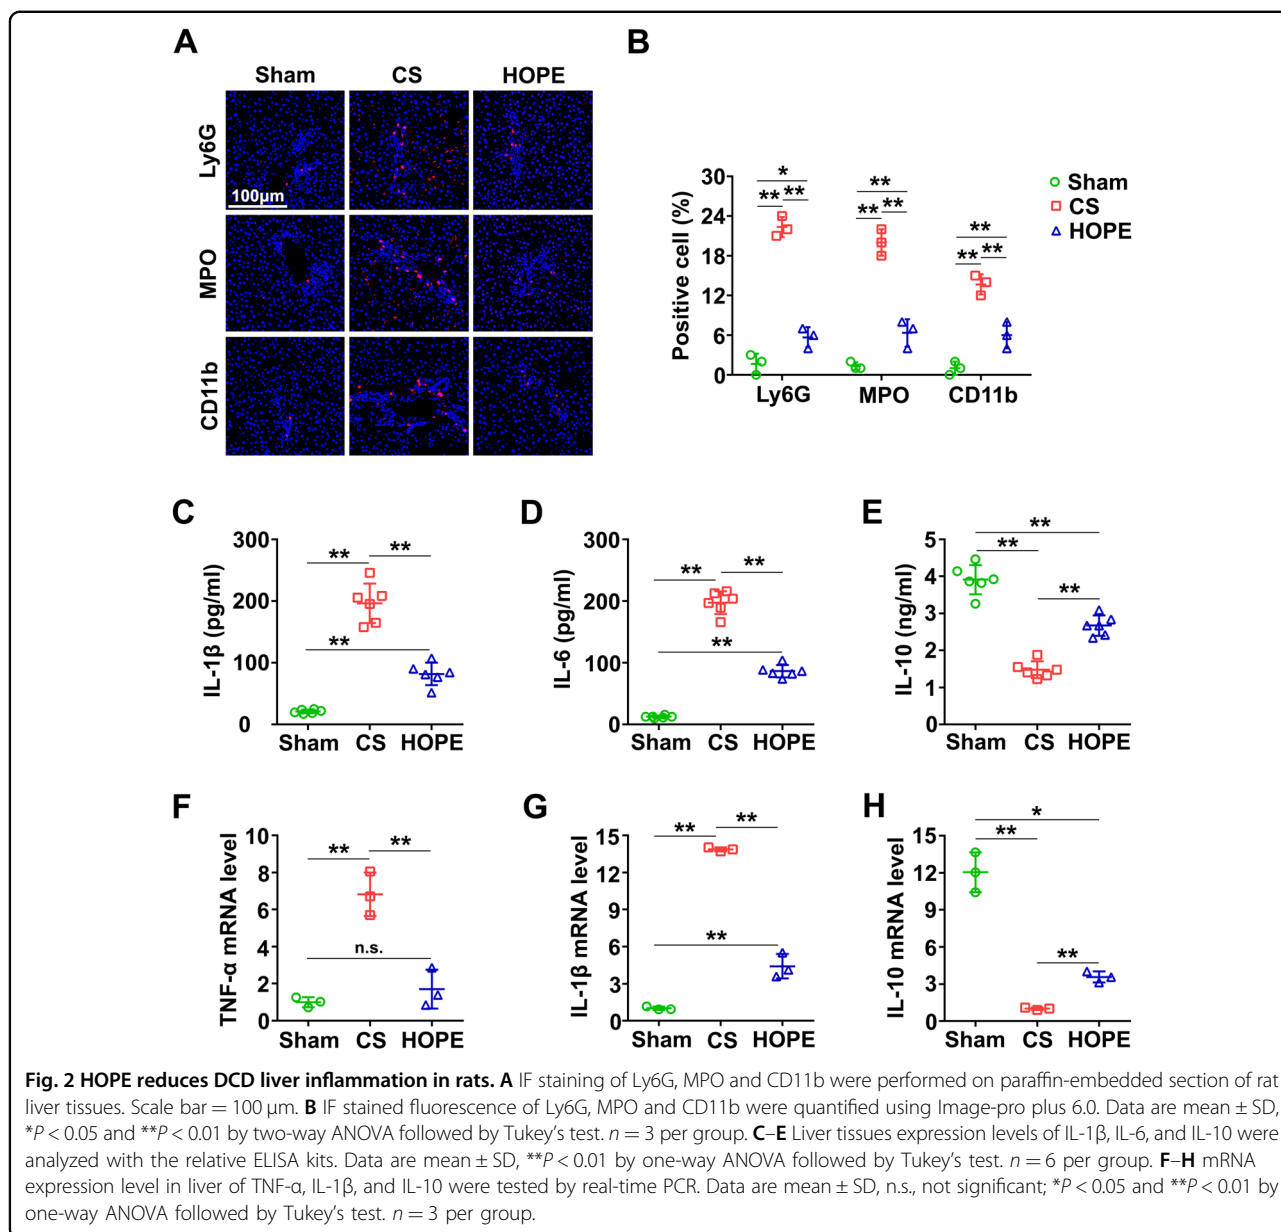 A
Sham CS HOPE
Ly6G
100μm
MPO
CD11b
B
Positive cell (%)
30
24
18
12
6
0
* ** **
** ** **
** ** **
Ly6G MPO CD11b
Sham
CS
HOPE
C
IL-1β (pg/ml)
300
200
100
0
** **
**
Sham CS HOPE
D
IL-6 (pg/ml)
300
200
100
0
** **
**
Sham CS HOPE
E
IL-10 (ng/ml)
5
4
3
2
1
0
**
**
**
Sham CS HOPE
F
TNF-α mRNA level
10
8
6
4
2
0
** **
n.s.
Sham CS HOPE
G
IL-1β mRNA level
15
12
9
6
3
0
** **
**
Sham CS HOPE
H
IL-10 mRNA level
15
12
9
6
3
0
*
**
**
Sham CS HOPE
Fig. 2 HOPE reduces DCD liver inflammation in rats. A IF staining of Ly6G, MPO and CD11b were performed on paraffin-embedded section of rat
liver tissues. Scale bar = 100 μm. B IF stained fluorescence of Ly6G, MPO and CD11b were quantified using Image-pro plus 6.0. Data are mean ± SD,
*P < 0.05 and **P < 0.01 by two-way ANOVA followed by Tukey's test. n = 3 per group. C–E Liver tissues expression levels of IL-1β, IL-6, and IL-10 were
analyzed with the relative ELISA kits. Data are mean ± SD, **P < 0.01 by one-way ANOVA followed by Tukey's test. n = 6 per group. F–H mRNA
expression level in liver of TNF-α, IL-1β, and IL-10 were tested by real-time PCR. Data are mean ± SD, n.s., not significant; *P < 0.05 and **P < 0.01 by
one-way ANOVA followed by Tukey's test. n = 3 per group.